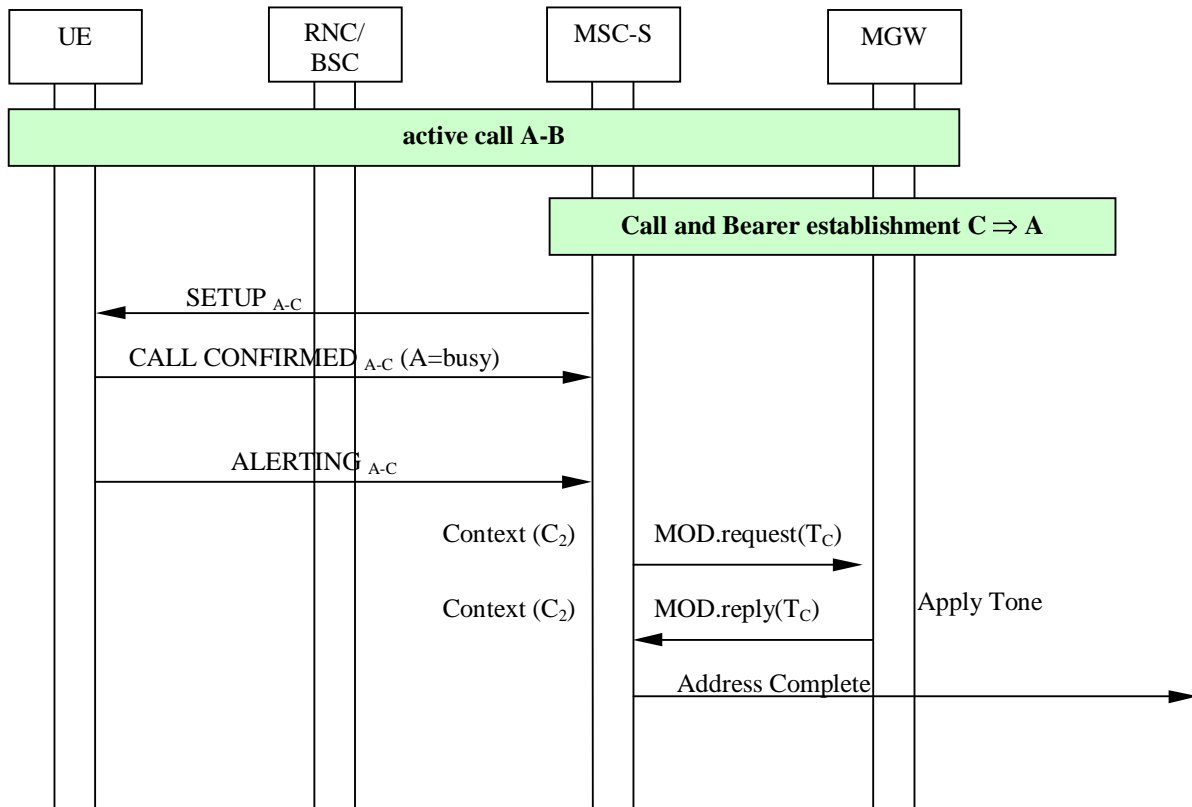 UE
RNC/
BSC
MSC-S
MGW
active call A-B
Call and Bearer establishment C ⇒ A
SETUP A-C
CALL CONFIRMED A-C (A=busy)
ALERTING A-C
Context (C2)
MOD.request(TC)
Context (C2)
MOD.reply(TC)
Apply Tone
Address Complete